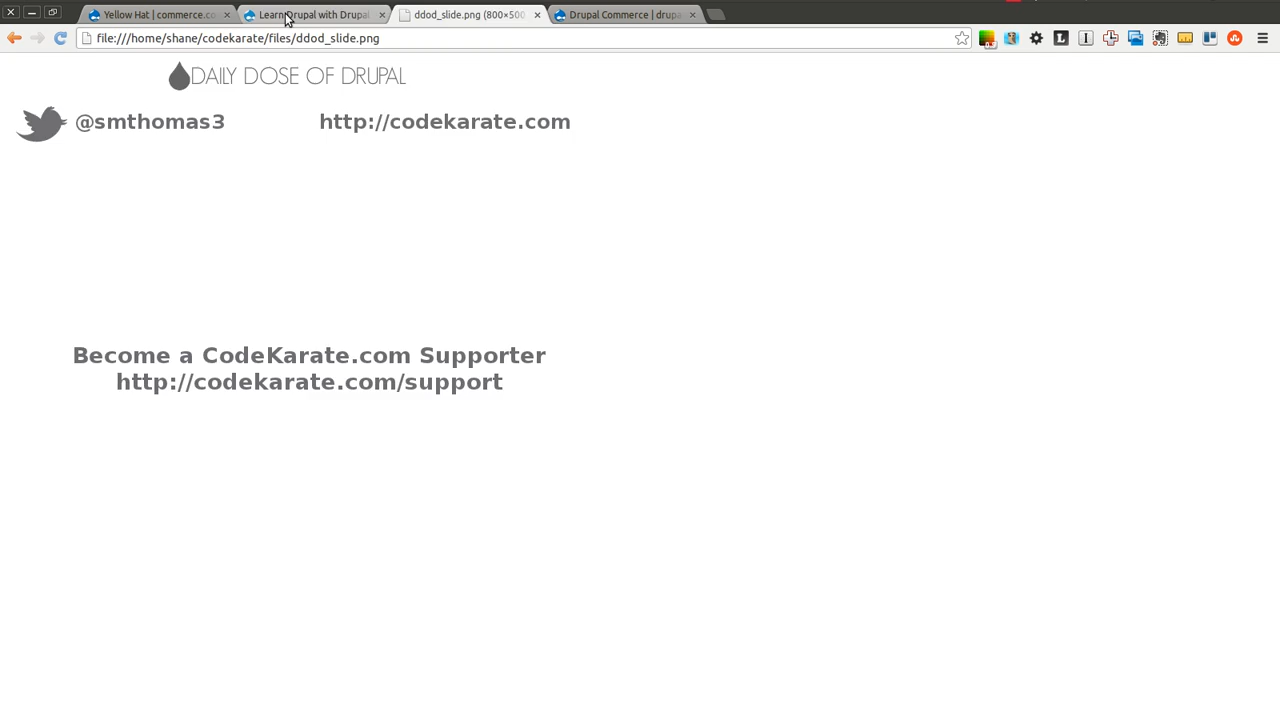 Yellow Hat | commerce.co
Learn Drupal with Drupal
ddod_slide.png (800×500
Drupal Commerce | drupa
file:///home/shane/codekarate/files/ddod_slide.png
DAILY DOSE OF DRUPAL
@smthomas3
http://codekarate.com
Become a CodeKarate.com Supporter
http://codekarate.com/support